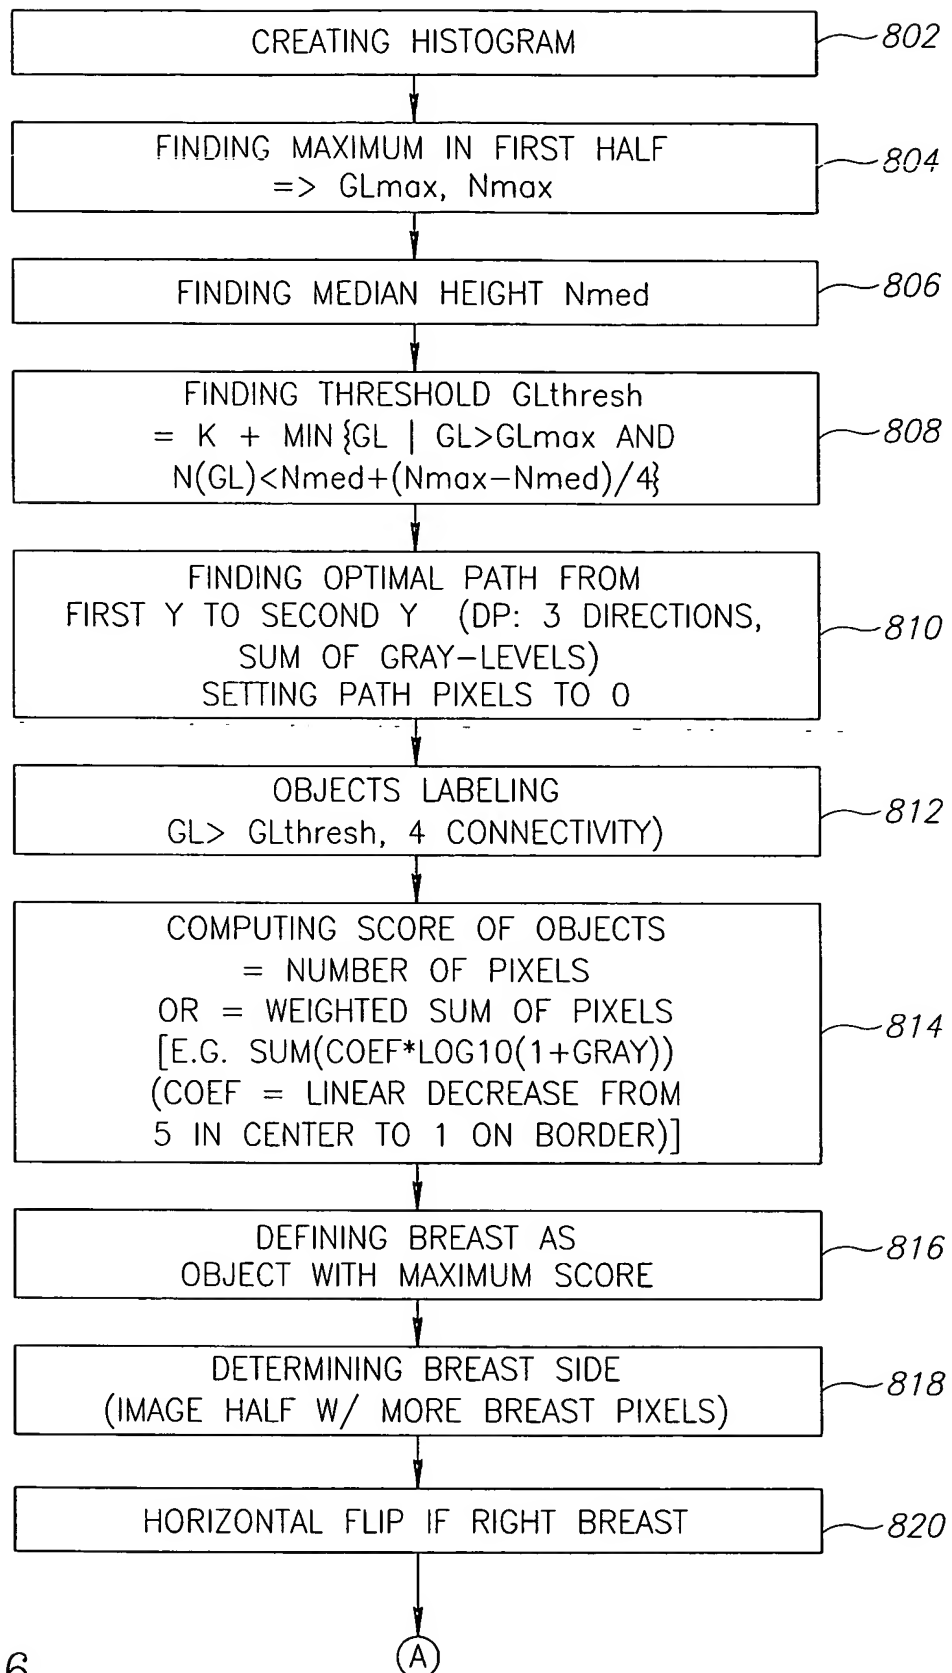 CREATING HISTOGRAM
802
FINDING MAXIMUM IN FIRST HALF
=> GLmax, Nmax
804
FINDING MEDIAN HEIGHT Nmed
806
FINDING THRESHOLD GLthresh
= K + MIN{GL | GL>GLmax AND
N(GL)<Nmed+(Nmax-Nmed)/4}
808
FINDING OPTIMAL PATH FROM
FIRST Y TO SECOND Y (DP: 3 DIRECTIONS,
SUM OF GRAY-LEVELS)
SETTING PATH PIXELS TO 0
810
OBJECTS LABELING
GL> GLthresh, 4 CONNECTIVITY)
812
COMPUTING SCORE OF OBJECTS
= NUMBER OF PIXELS
OR = WEIGHTED SUM OF PIXELS
[E.G. SUM(COEF*LOG10(1+GRAY))
(COEF = LINEAR DECREASE FROM
5 IN CENTER TO 1 ON BORDER)]
814
DEFINING BREAST AS
OBJECT WITH MAXIMUM SCORE
816
DETERMINING BREAST SIDE
(IMAGE HALF W/ MORE BREAST PIXELS)
818
HORIZONTAL FLIP IF RIGHT BREAST
820
A
6